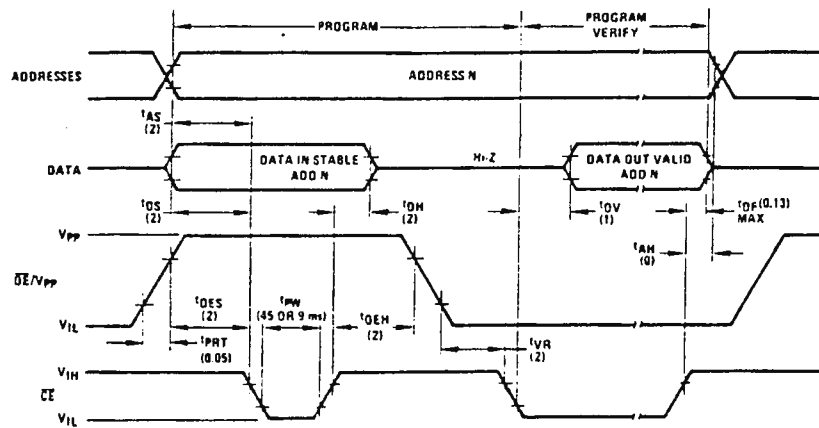 PROGRAM
PROGRAM
VERIFY
ADDRESSES
ADDRESS N
tAS
(2)
DATA
DATA IN STABLE
ADD N
Hi-Z
DATA OUT VALID
ADD N
tDS
(2)
tDH
(2)
tDV
(1)
tDF(0.13)
MAX
VPP
tAH
(0)
OE/VPP
tOES
(2)
tPW
(45 OR 9 ms)
tOEH
(2)
VIL
tPRT
(0.05)
tVR
(2)
VIH
CE
VIL